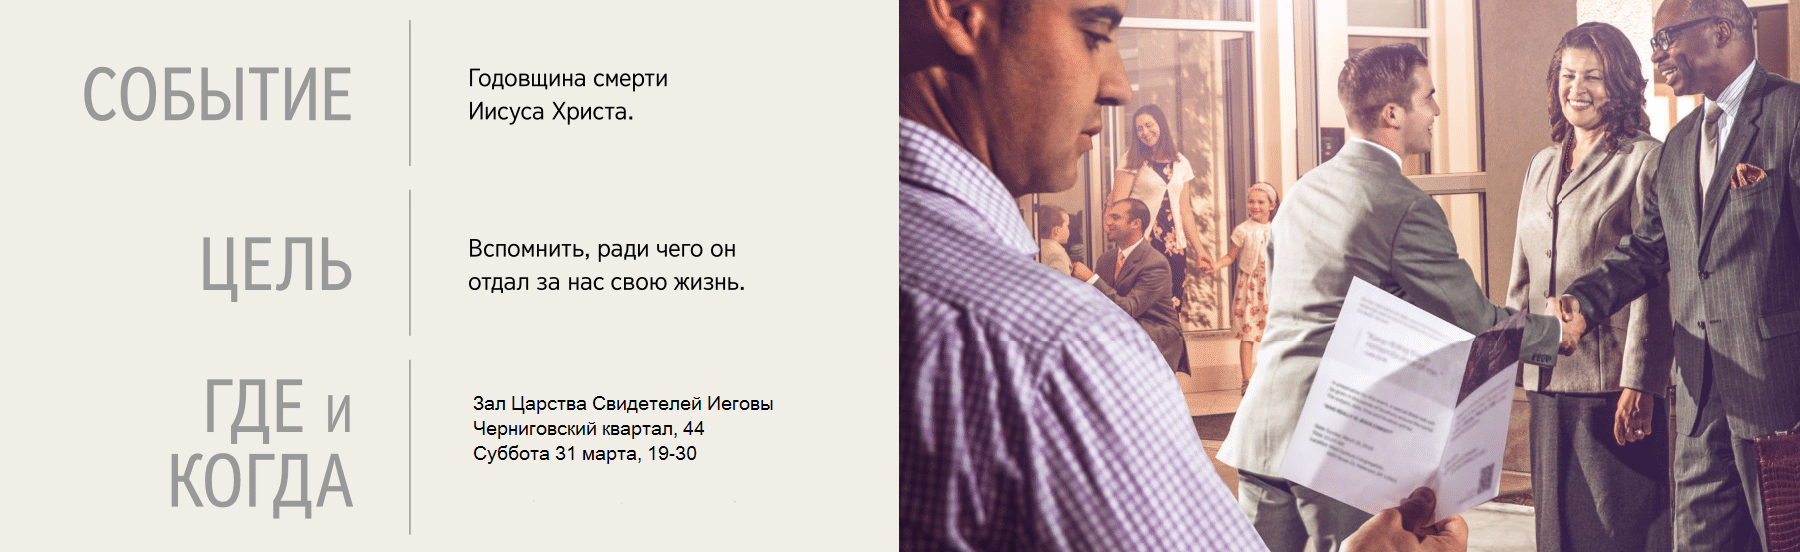 СОБЫТИЕ
Годовщина смерти
Иисуса Христа.
ЦЕЛЬ
Вспомнить, ради чего он
отдал за нас свою жизнь.
ГДЕ и
КОГДА
Зал Царства Свидетелей Иеговы
Черниговский квартал, 44
Суббота 31 марта, 19-30